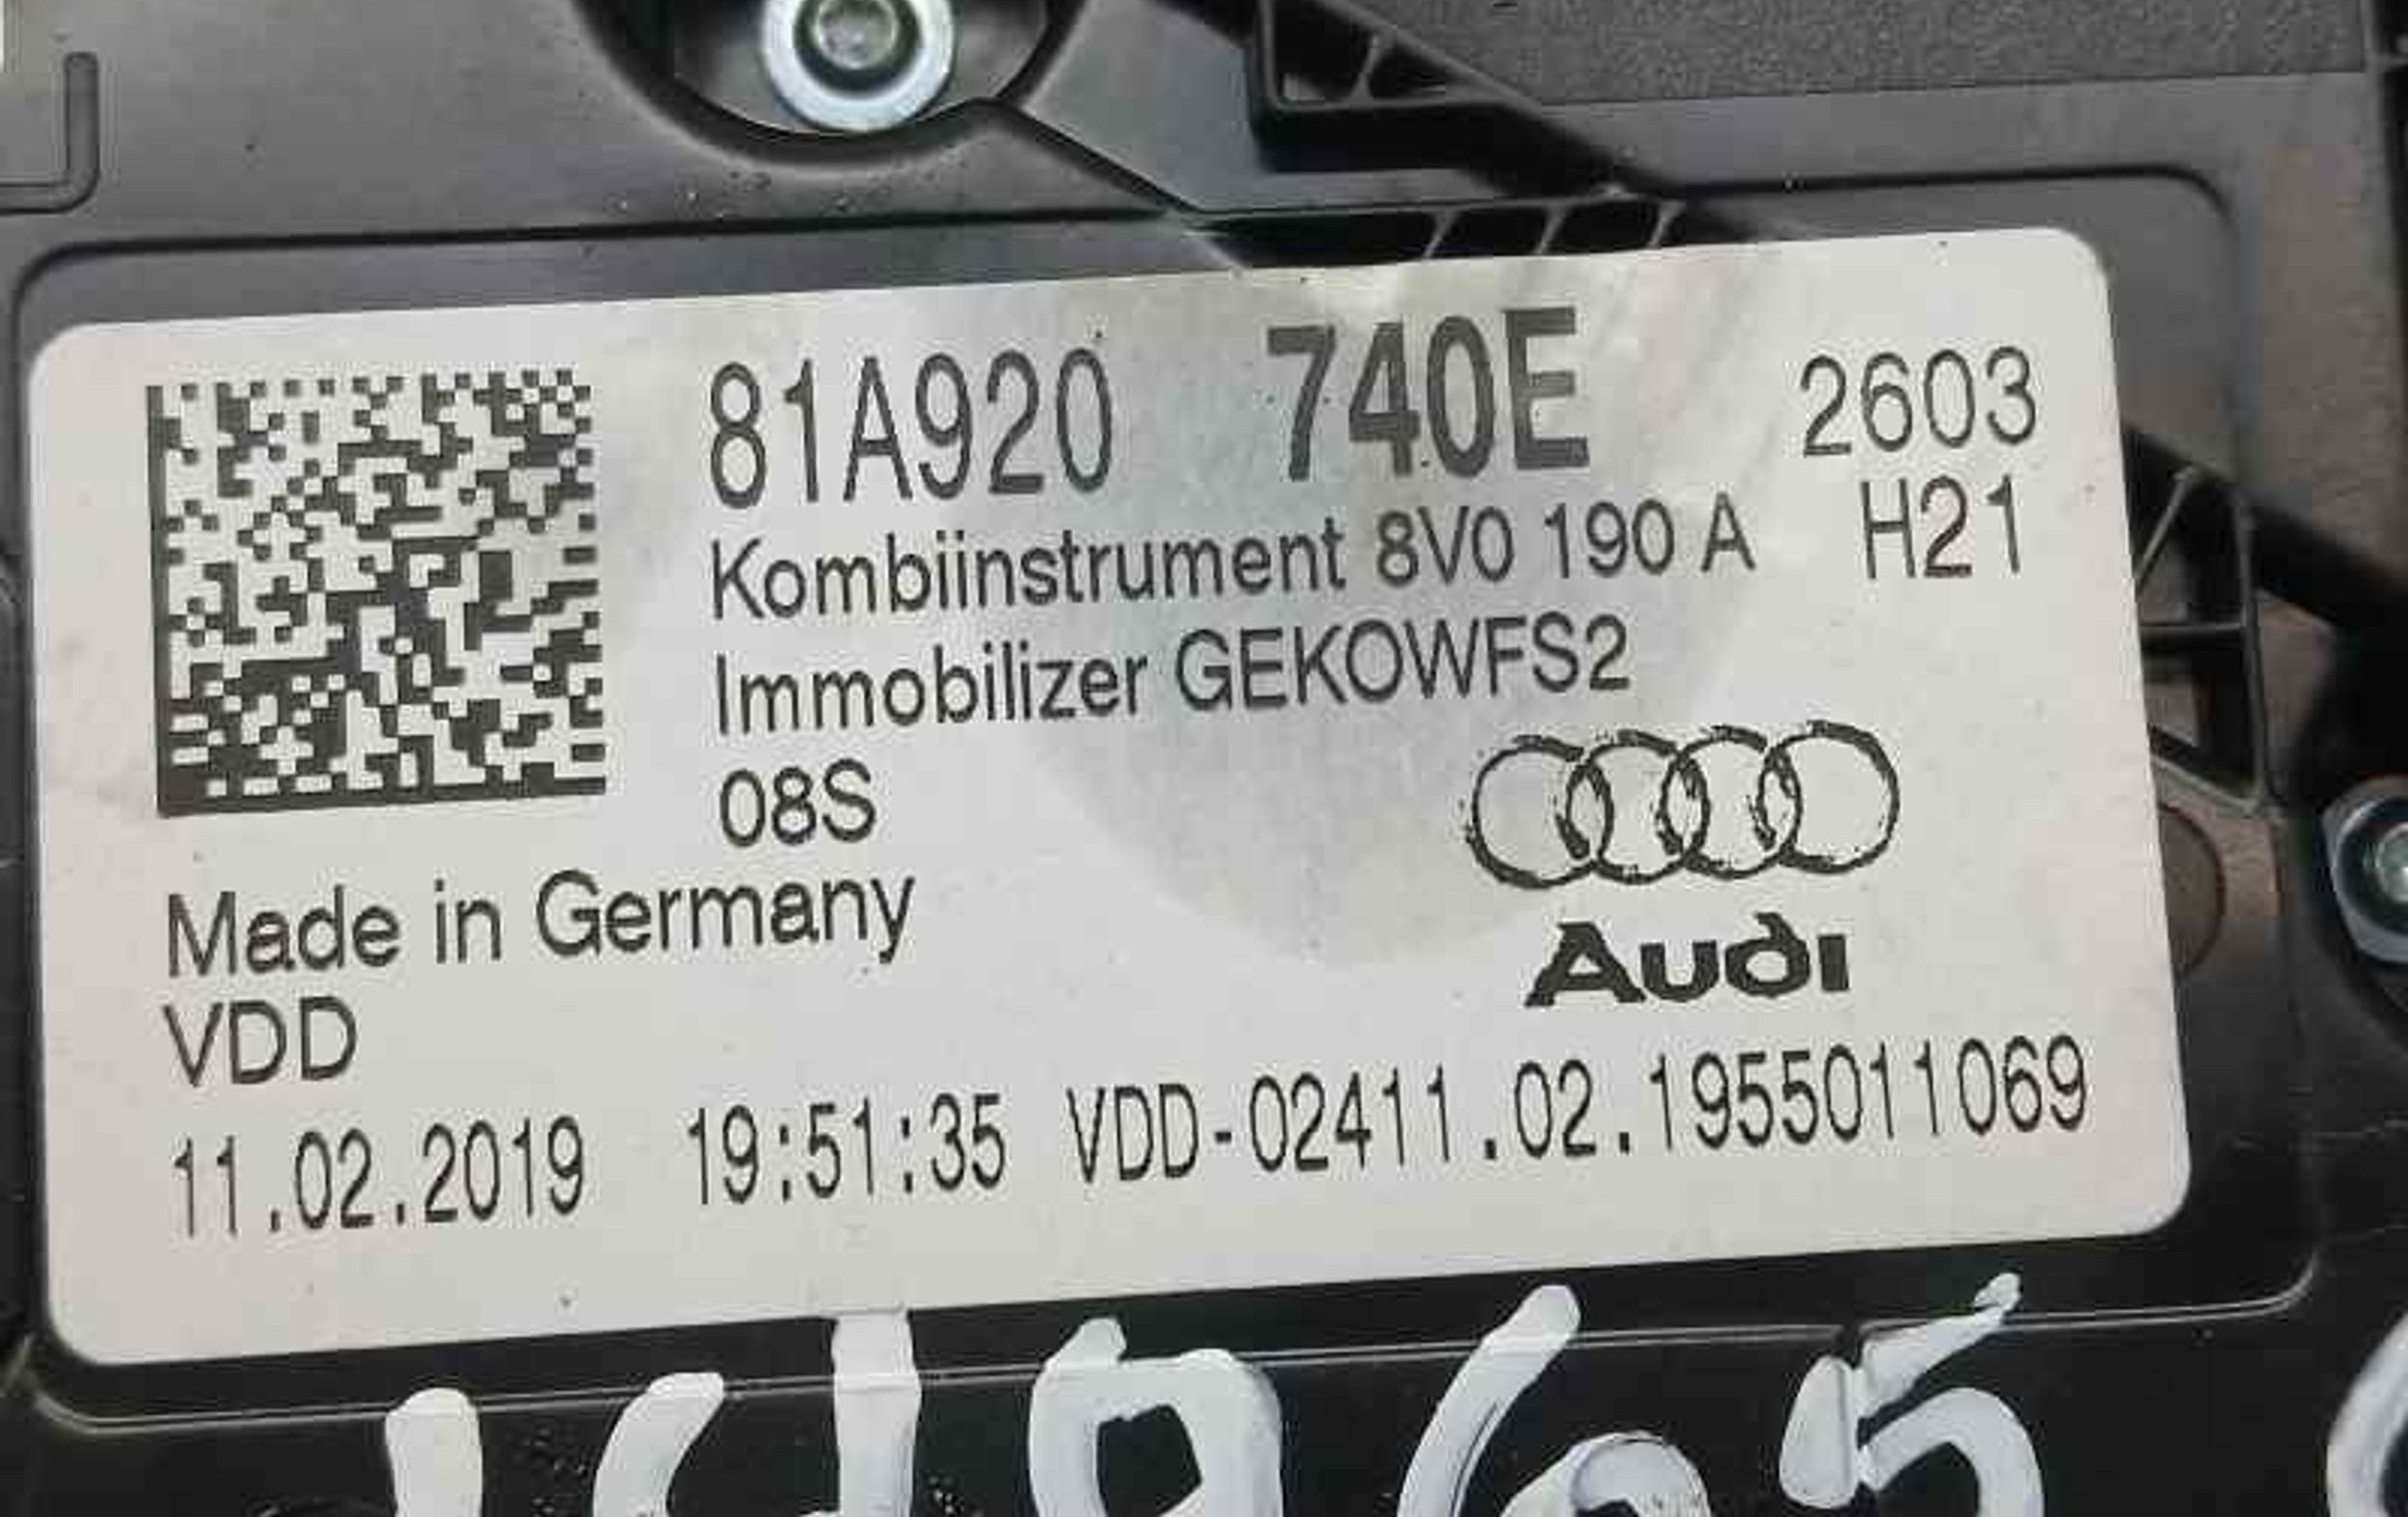 81A920 740E 2603
Kombiinstrument 8V0 190 A H21
Immobilizer GEKOWFS2
08S
Audi
Made in Germany
VDD
11.02.2019 19:51:35 VDD-02411.02.1955011069